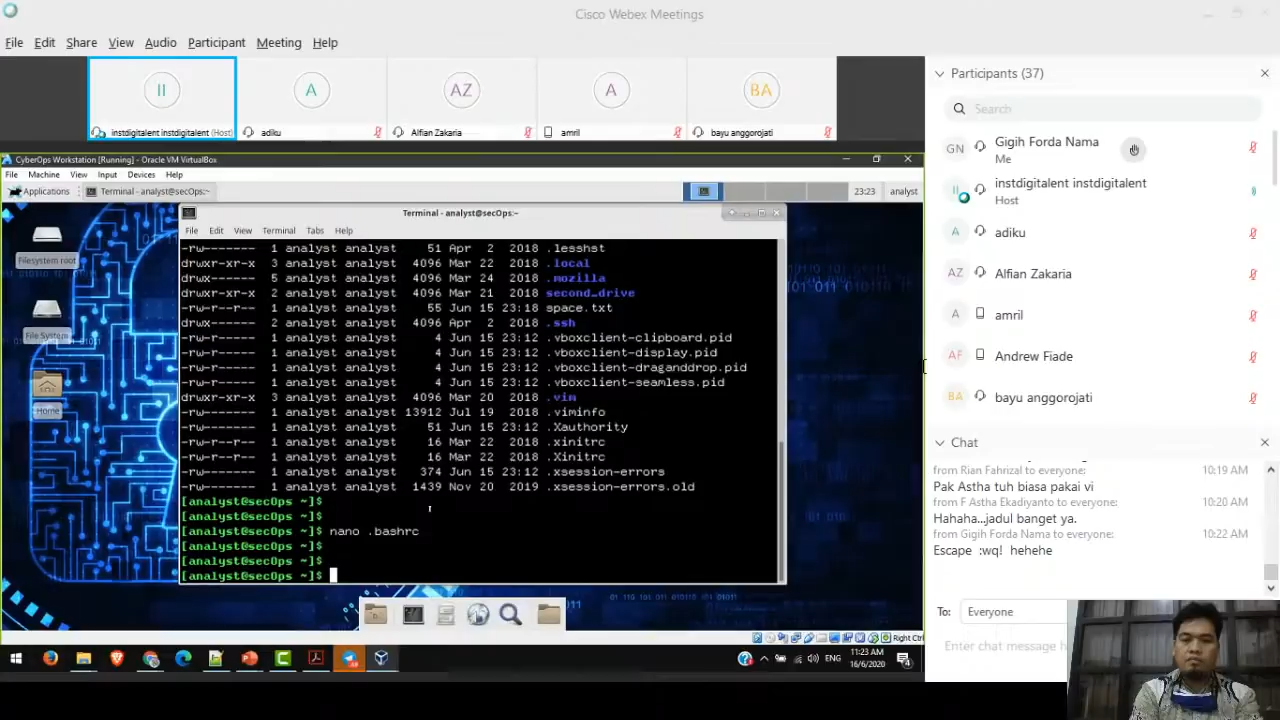 Cisco Webex Meetings
File Edit Share View Audio Participant Meeting Help
II A AZ A BA
instdigitalent instdigitalent (Host) adiku Alfian Zakaria amril bayu anggorojati
CyberOps Workstation [Running] - Oracle VM VirtualBox
File Machine View Input Devices Help
Applications Terminal - analyst@secOps:~ 23:23 analyst
Terminal - analyst@secOps:~
File Edit View Terminal Tabs Help
-rw------- 1 analyst analyst 51 Apr 2 2018 .lesshst
drwxr-xr-x 3 analyst analyst 4096 Mar 22 2018 .local
drwx------ 5 analyst analyst 4096 Mar 24 2018 .mozilla
drwxr-xr-x 2 analyst analyst 4096 Mar 21 2018 second_drive
-rw-r--r-- 1 analyst analyst 55 Jun 15 23:18 space.txt
drwx------ 2 analyst analyst 4096 Apr 2 2018 .ssh
-rw-r----- 1 analyst analyst 4 Jun 15 23:12 .vboxclient-clipboard.pid
-rw-r----- 1 analyst analyst 4 Jun 15 23:12 .vboxclient-display.pid
-rw-r----- 1 analyst analyst 4 Jun 15 23:12 .vboxclient-draganddrop.pid
-rw-r----- 1 analyst analyst 4 Jun 15 23:12 .vboxclient-seamless.pid
drwxr-xr-x 3 analyst analyst 4096 Mar 20 2018 .vim
-rw------- 1 analyst analyst 13912 Jul 19 2018 .viminfo
-rw------- 1 analyst analyst 51 Jun 15 23:12 .Xauthority
-rw-r--r-- 1 analyst analyst 16 Mar 22 2018 .xinitrc
-rw-r--r-- 1 analyst analyst 16 Mar 22 2018 .Xinitrc
-rw------- 1 analyst analyst 374 Jun 15 23:12 .xsession-errors
-rw------- 1 analyst analyst 1439 Nov 20 2019 .xsession-errors.old
[analyst@secOps ~]$
[analyst@secOps ~]$
[analyst@secOps ~]$ nano .bashrc
[analyst@secOps ~]$
[analyst@secOps ~]$
[analyst@secOps ~]$
Filesystem root
File System
Home
Right Ctrl
ENG
11:23 AM
16/6/2020
4
Participants (37)
Search
GN Gigih Forda Nama
Me
II instdigitalent instdigitalent
Host
A adiku
AZ Alfian Zakaria
A amril
AF Andrew Fiade
BA bayu anggorojati
Chat
from Rian Fahrizal to everyone: 10:19 AM
Pak Astha tuh biasa pakai vi
from F Astha Ekadiyanto to everyone: 10:20 AM
Hahaha...jadul banget ya.
from Gigih Forda Nama to everyone: 10:22 AM
Escape :wq! hehehe
To: Everyone
Enter chat message h